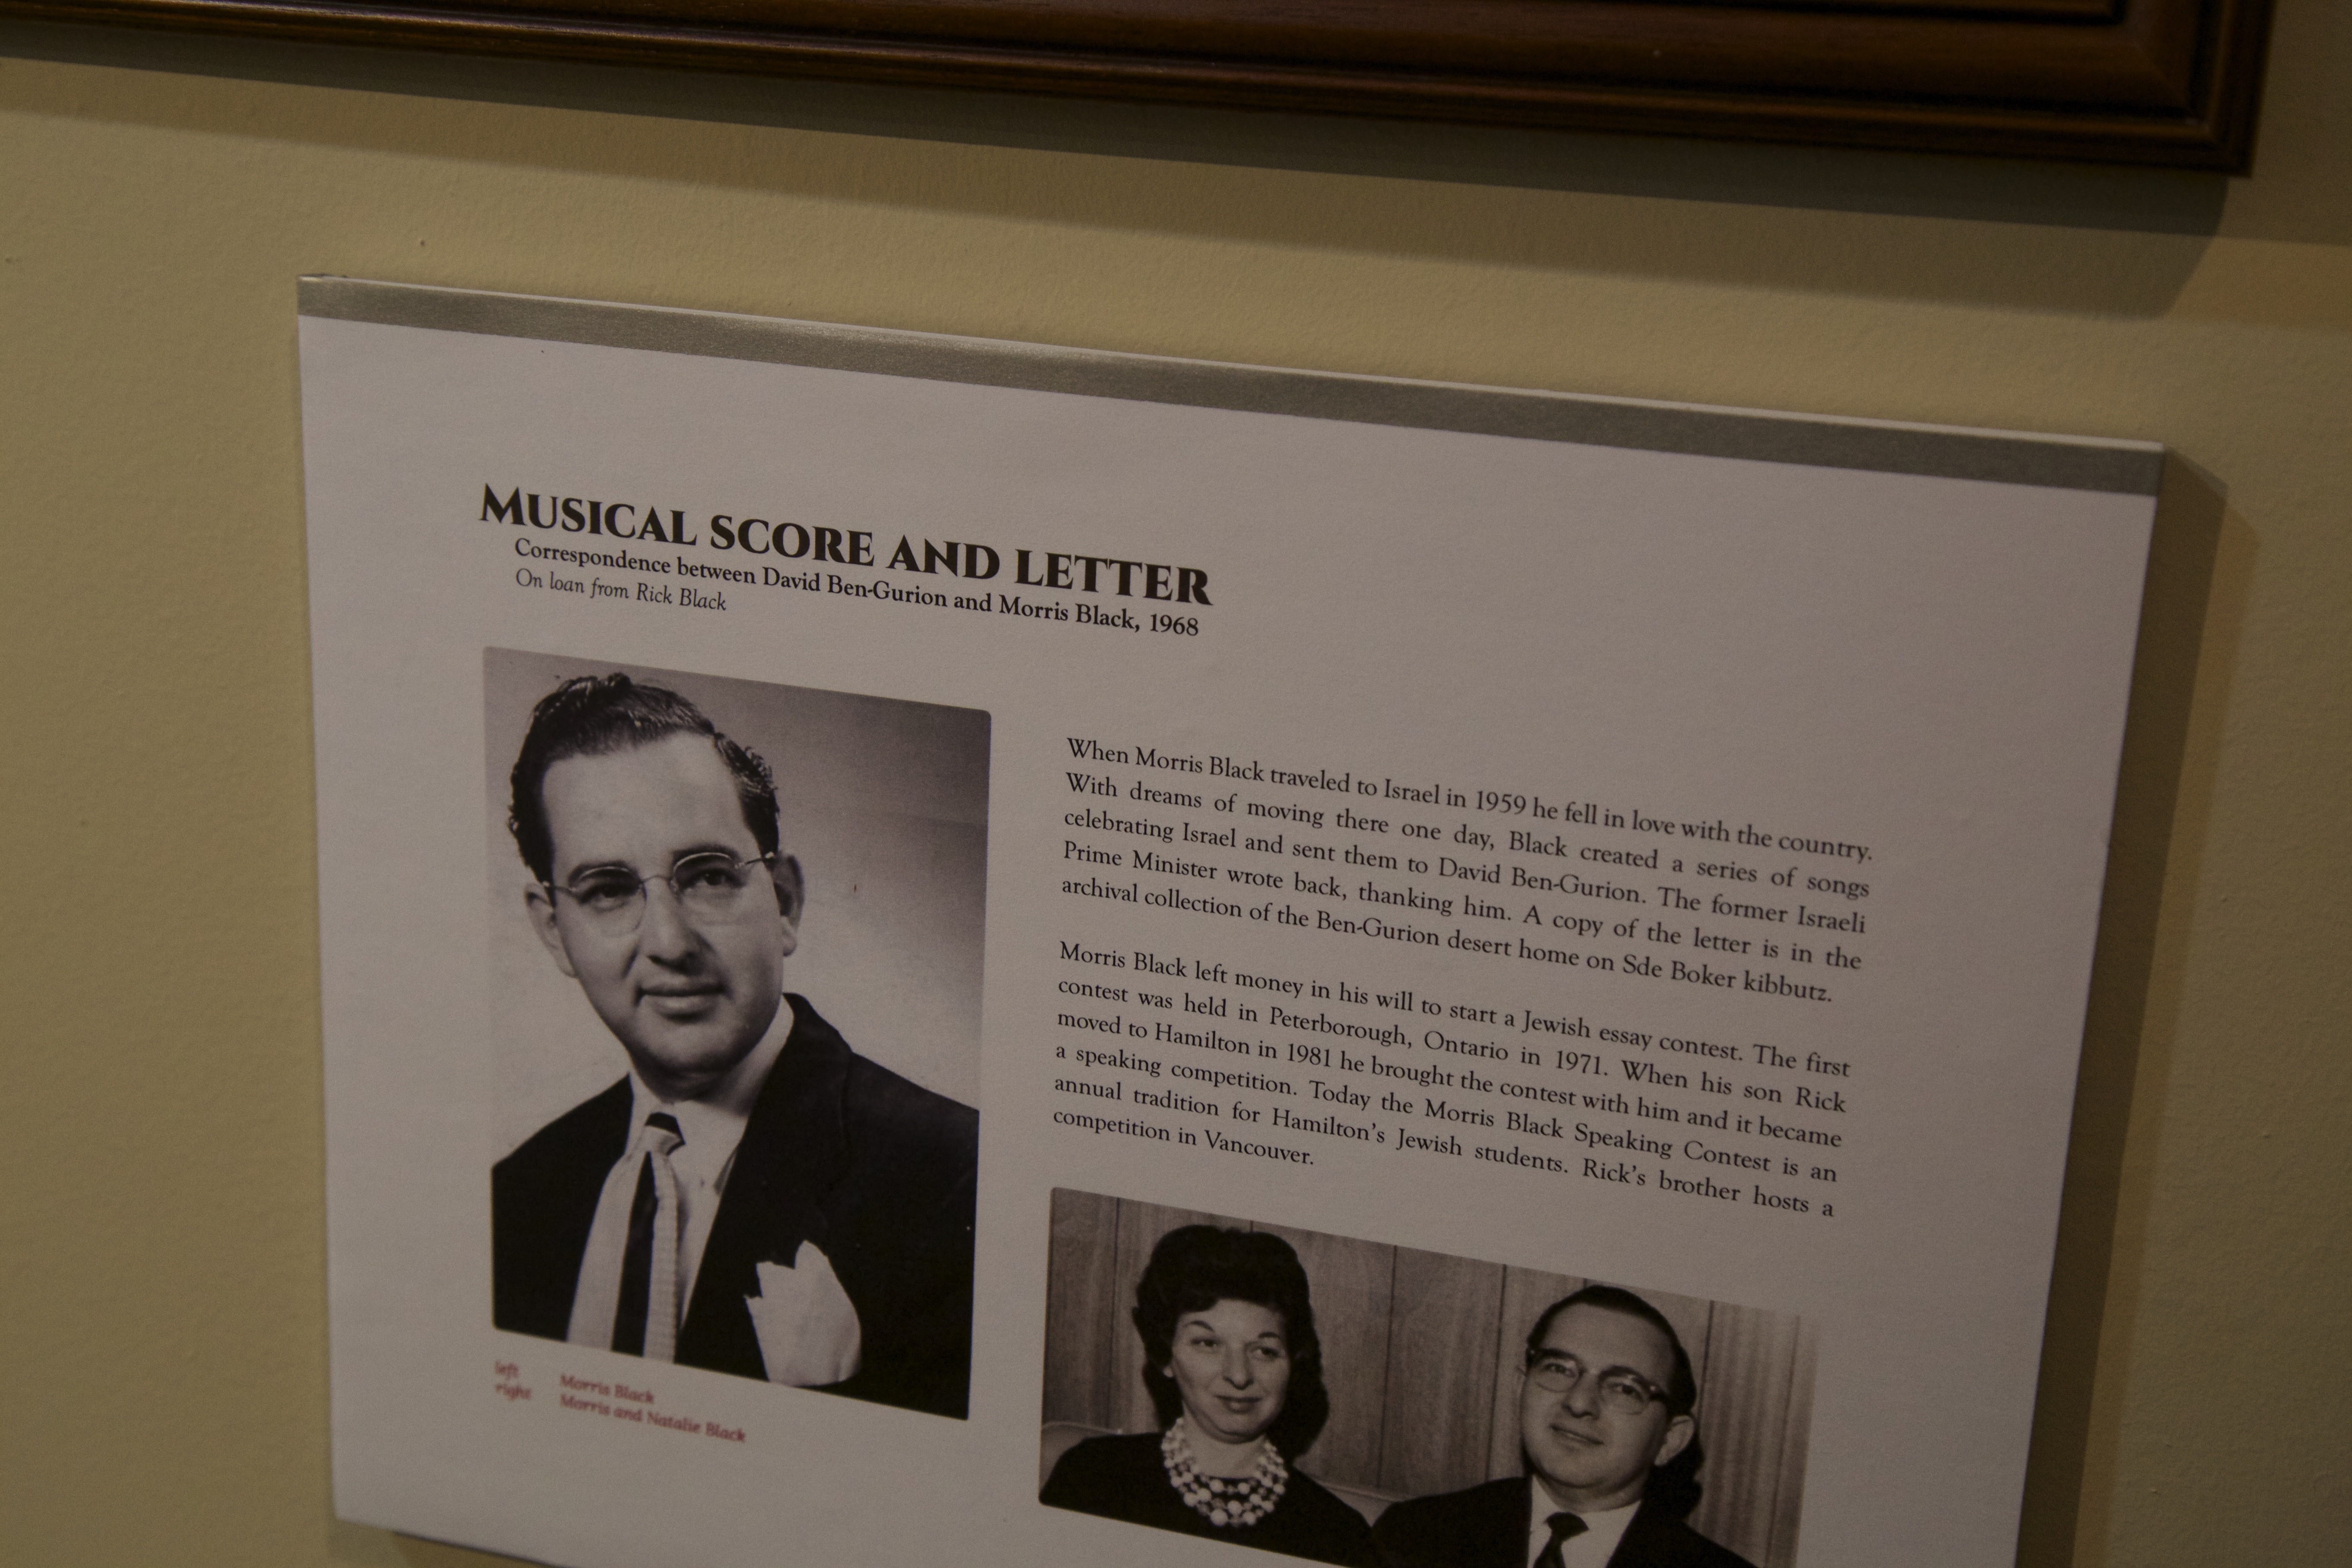 MUSICAL SCORE AND LETTER
Correspondence between David Ben-Gurion and Morris Black, 1968
On loan from Rick Black
When Morris Black traveled to Israel in 1959 he fell in love with the country.
With dreams of moving there one day, Black created a series of songs
celebrating Israel and sent them to David Ben-Gurion. The former Israeli
Prime Minister wrote back, thanking him. A copy of the letter is in the
archival collection of the Ben-Gurion desert home on Sde Boker kibbutz.
Morris Black left money in his will to start a Jewish essay contest. The first
contest was held in Peterborough, Ontario in 1971. When his son Rick
moved to Hamilton in 1981 he brought the contest with him and it became
a speaking competition. Today the Morris Black Speaking Contest is an
annual tradition for Hamilton's Jewish students. Rick's brother hosts a
competition in Vancouver.
left Morris Black
right Morris and Natalie Black